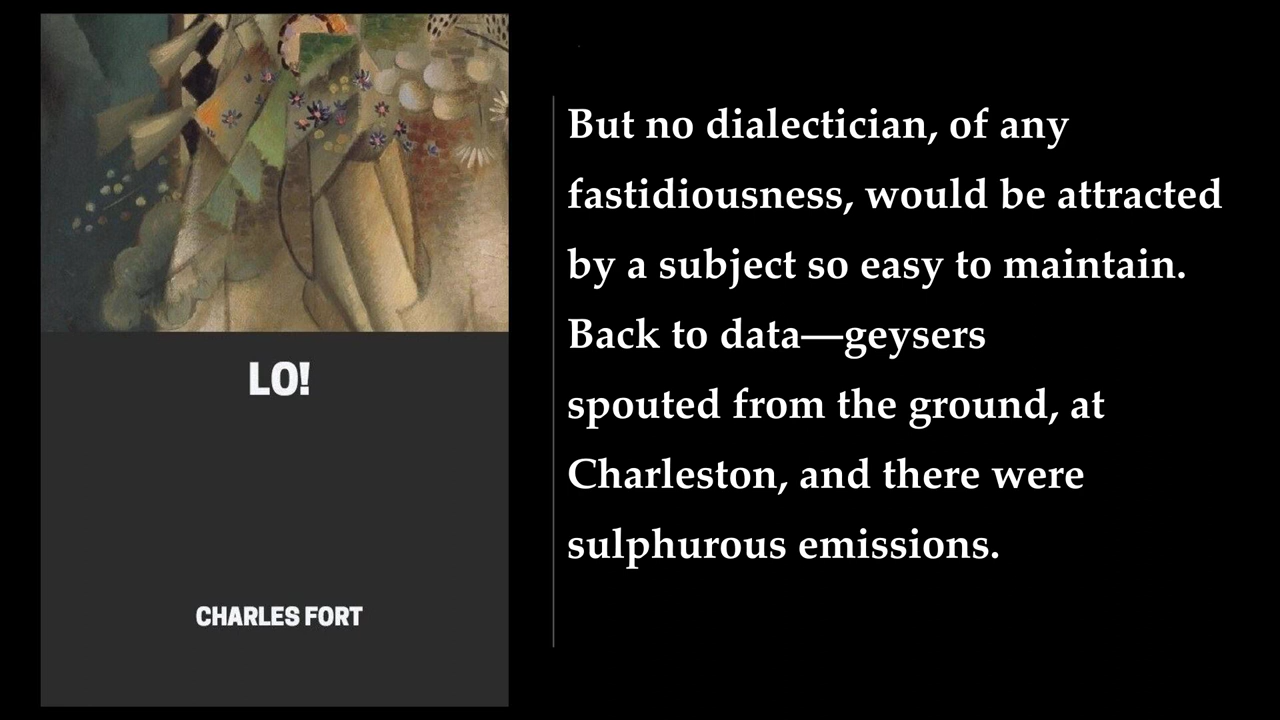 LO!
CHARLES FORT
But no dialectician, of any
fastidiousness, would be attracted
by a subject so easy to maintain.
Back to data—geysers
spouted from the ground, at
Charleston, and there were
sulphurous emissions.